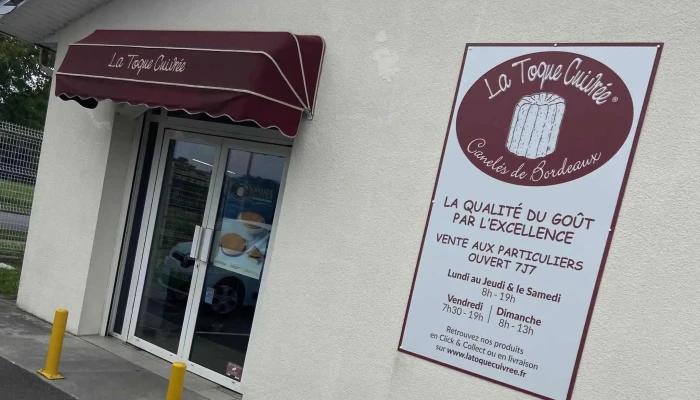 La Toque Cuivrée
La Toque Cuivrée®
Canelés de Bordeaux
LA QUALITÉ DU GOÛT
PAR L'EXCELLENCE
VENTE AUX PARTICULIERS
OUVERT 7J7
Lundi au Jeudi & le Samedi
8h - 19h
Vendredi
7h30 - 19h
Dimanche
8h - 13h
Retrouvez nos produits
en Click & Collect ou en livraison
sur www.latoquecuivree.fr